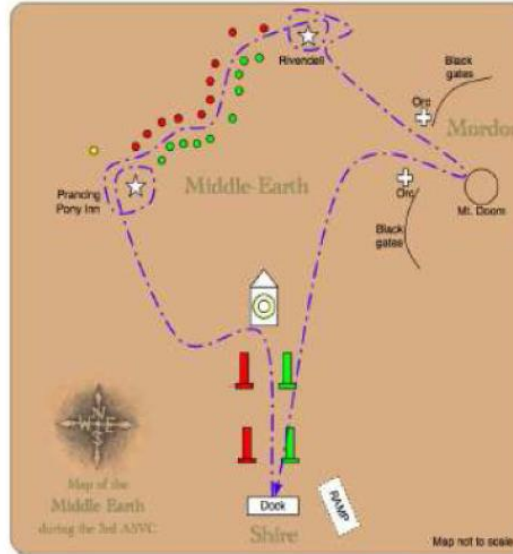 Rivendell
Black
gates
Orc
Mordor
Middle-Earth
Prancing
Pony Inn
Orc
Mt. Doom
Black
gates
N
W E
S
Map of the
Middle Earth
during the 3rd ASVC
Dock
RAMP
Shire
Map not to scale